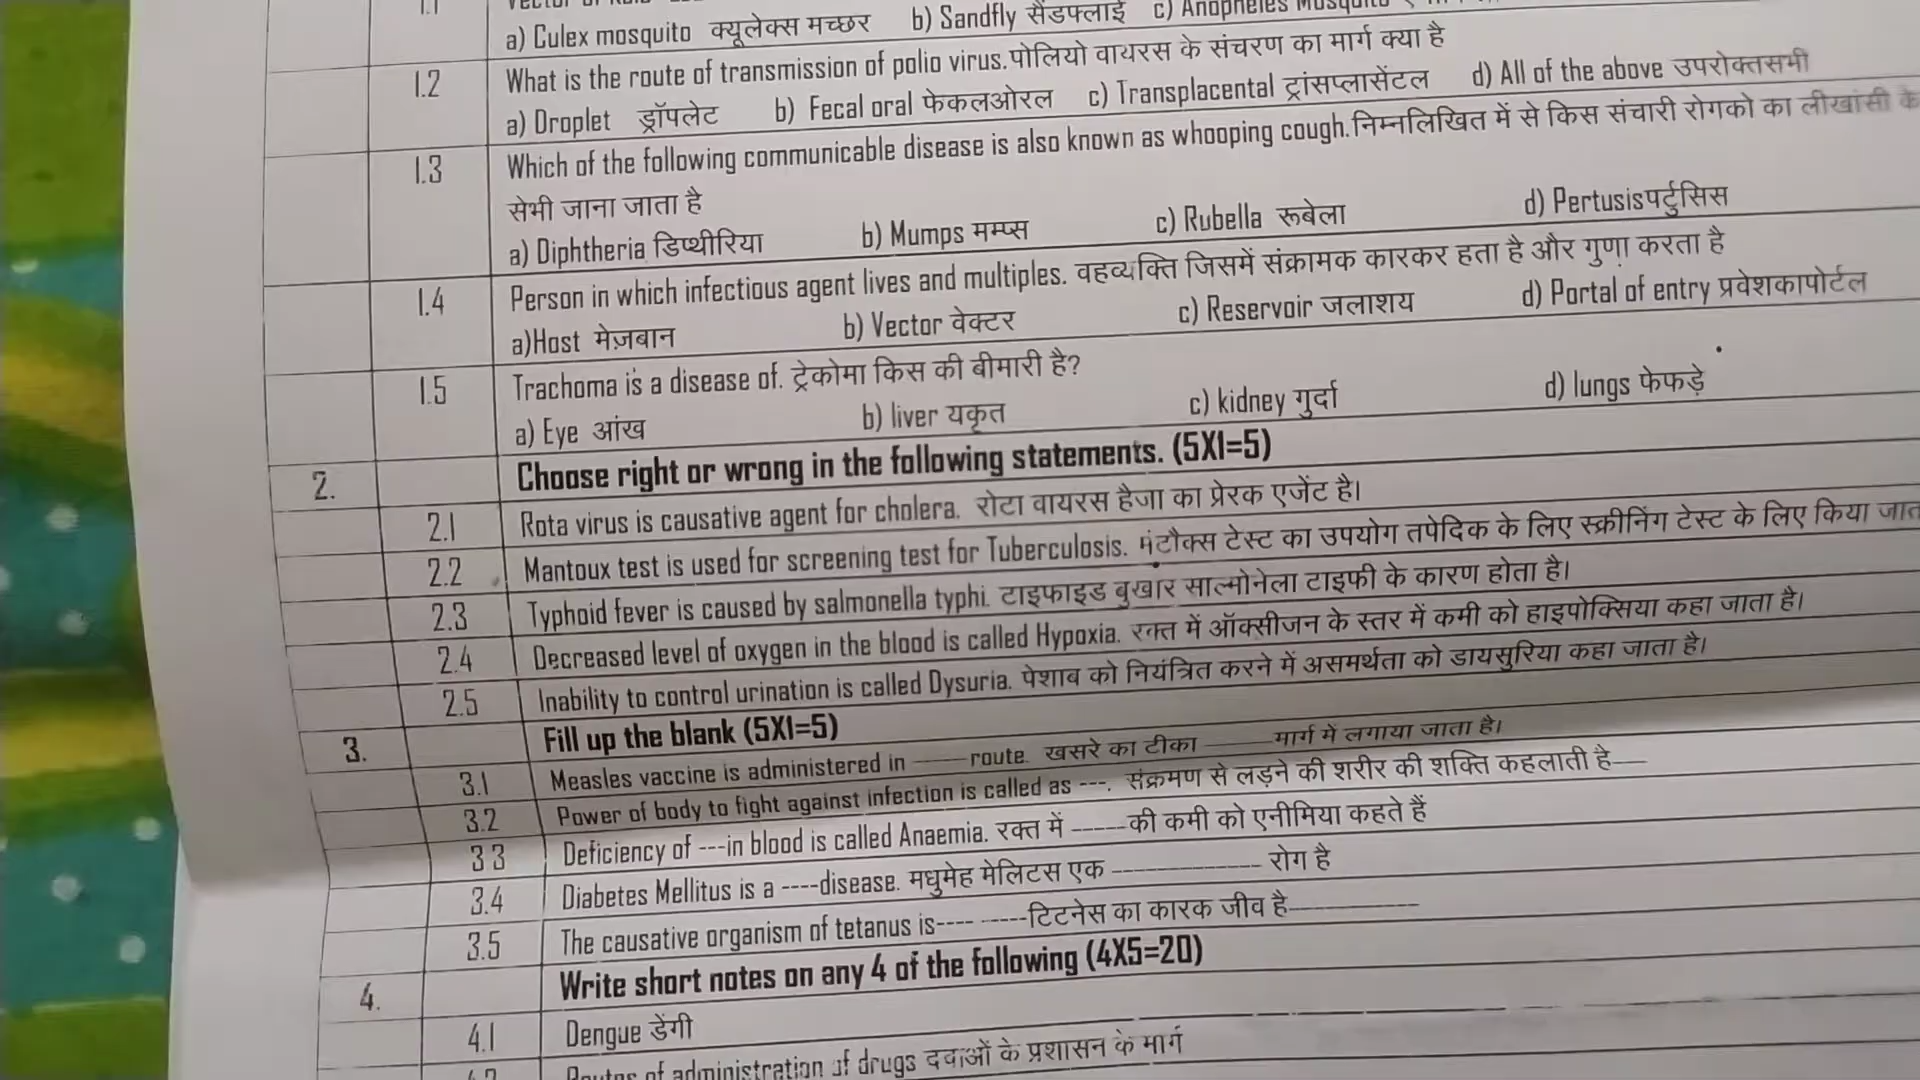 1.1
a) Culex mosquito क्यूलेक्स मच्छर b) Sandfly सैंडफ्लाई c) Anopheles Mosquito
1.2 What is the route of transmission of polio virus.पोलियो वायरस के संचरण का मार्ग क्या है
a) Droplet ड्रॉपलेट b) Fecal oral फेकलओरल c) Transplacental ट्रांसप्लासेंटल d) All of the above उपरोक्तसभी
1.3 Which of the following communicable disease is also known as whooping cough.निम्नलिखित में से किस संचारी रोगको का लीखांसी के
सेभी जाना जाता है
a) Diphtheria डिप्थीरिया b) Mumps मम्प्स c) Rubella रूबेला d) Pertusisपर्टुसिस
1.4 Person in which infectious agent lives and multiples. वहव्यक्ति जिसमें संक्रामक कारकर हता है और गुणा करता है
a)Host मेज़बान b) Vector वेक्टर c) Reservoir जलाशय d) Portal of entry प्रवेशकापोर्टल
1.5 Trachoma is a disease of. ट्रेकोमा किस की बीमारी है?
a) Eye आंख b) liver यकृत c) kidney गुर्दा d) lungs फेफड़े
2. Choose right or wrong in the following statements. (5X1=5)
2.1 Rota virus is causative agent for cholera. रोटा वायरस हैजा का प्रेरक एजेंट है।
2.2 Mantoux test is used for screening test for Tuberculosis. मंटौक्स टेस्ट का उपयोग तपेदिक के लिए स्क्रीनिंग टेस्ट के लिए किया जात
2.3 Typhoid fever is caused by salmonella typhi. टाइफाइड बुखार साल्मोनेला टाइफी के कारण होता है।
2.4 Decreased level of oxygen in the blood is called Hypoxia. रक्त में ऑक्सीजन के स्तर में कमी को हाइपोक्सिया कहा जाता है।
2.5 Inability to control urination is called Dysuria. पेशाब को नियंत्रित करने में असमर्थता को डायसुरिया कहा जाता है।
3. Fill up the blank (5X1=5)
3.1 Measles vaccine is administered in ——— route. खसरे का टीका ——— मार्ग में लगाया जाता है।
3.2 Power of body to fight against infection is called as ---. संक्रमण से लड़ने की शरीर की शक्ति कहलाती है——
3.3 Deficiency of ---in blood is called Anaemia. रक्त में -----की कमी को एनीमिया कहते हैं
3.4 Diabetes Mellitus is a ----disease. मधुमेह मेलिटस एक ------------- रोग है
3.5 The causative organism of tetanus is---- -----टिटनेस का कारक जीव है------------
4. Write short notes on any 4 of the following (4X5=20)
4.1 Dengue डेंगी
of administration of drugs दवाओं के प्रशासन के मार्ग